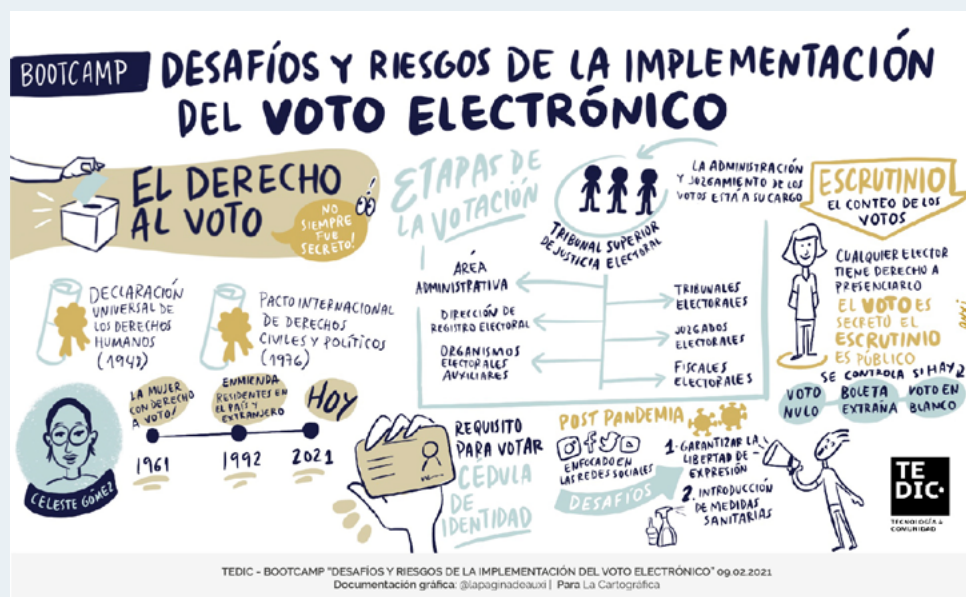 BOOTCAMP
DESAFÍOS Y RIESGOS DE LA IMPLEMENTACIÓN
DEL VOTO ELECTRÓNICO
EL DERECHO
AL VOTO
NO
SIEMPRE
FUE
SECRETO!
DECLARACIÓN
UNIVERSAL DE
LOS DERECHOS
HUMANOS
(1948)
PACTO INTERNACIONAL
DE DERECHOS
CIVILES Y POLÍTICOS
(1976)
CELESTE GÓMEZ
LA MUJER
CON DERECHO
A VOTO!
1961
ENMIENDA
RESIDENTES EN
EL PAÍS Y
EXTRANJERO
1992
HOY
2021
ETAPAS DE
LA VOTACIÓN
TRIBUNAL SUPERIOR
DE JUSTICIA ELECTORAL
LA ADMINISTRACIÓN
Y JUZGAMIENTO DE LOS
VOTOS ESTÁ A SU CARGO
ÁREA
ADMINISTRATIVA
DIRECCIÓN DE
REGISTRO ELECTORAL
ORGANISMOS
ELECTORALES
AUXILIARES
TRIBUNALES
ELECTORALES
JUZGADOS
ELECTORALES
FISCALES
ELECTORALES
ESCRUTINIO
EL CONTEO DE LOS
VOTOS
CUALQUIER ELECTOR
TIENE DERECHO A
PRESENCIARLO
EL VOTO ES
SECRETO EL
ESCRUTINIO
ES PÚBLICO
auxi
SE CONTROLA SI HAY
VOTO
NULO
BOLETA
EXTRAÑA
VOTO EN
BLANCO
REQUISITO
PARA VOTAR
CÉDULA
DE
IDENTIDAD
POST PANDEMIA
ENFOCADO EN
LAS REDES SOCIALES
DESAFÍOS
1. GARANTIZAR LA
LIBERTAD DE
EXPRESIÓN
2. INTRODUCCIÓN
DE MEDIDAS
SANITARIAS
TE
DIC.
TECNOLOGÍA &
COMUNIDAD
TEDIC - BOOTCAMP "DESAFÍOS Y RIESGOS DE LA IMPLEMENTACIÓN DEL VOTO ELECTRÓNICO" 09.02.2021
Documentación gráfica: @lapaginadeauxi | Para La Cartográfica